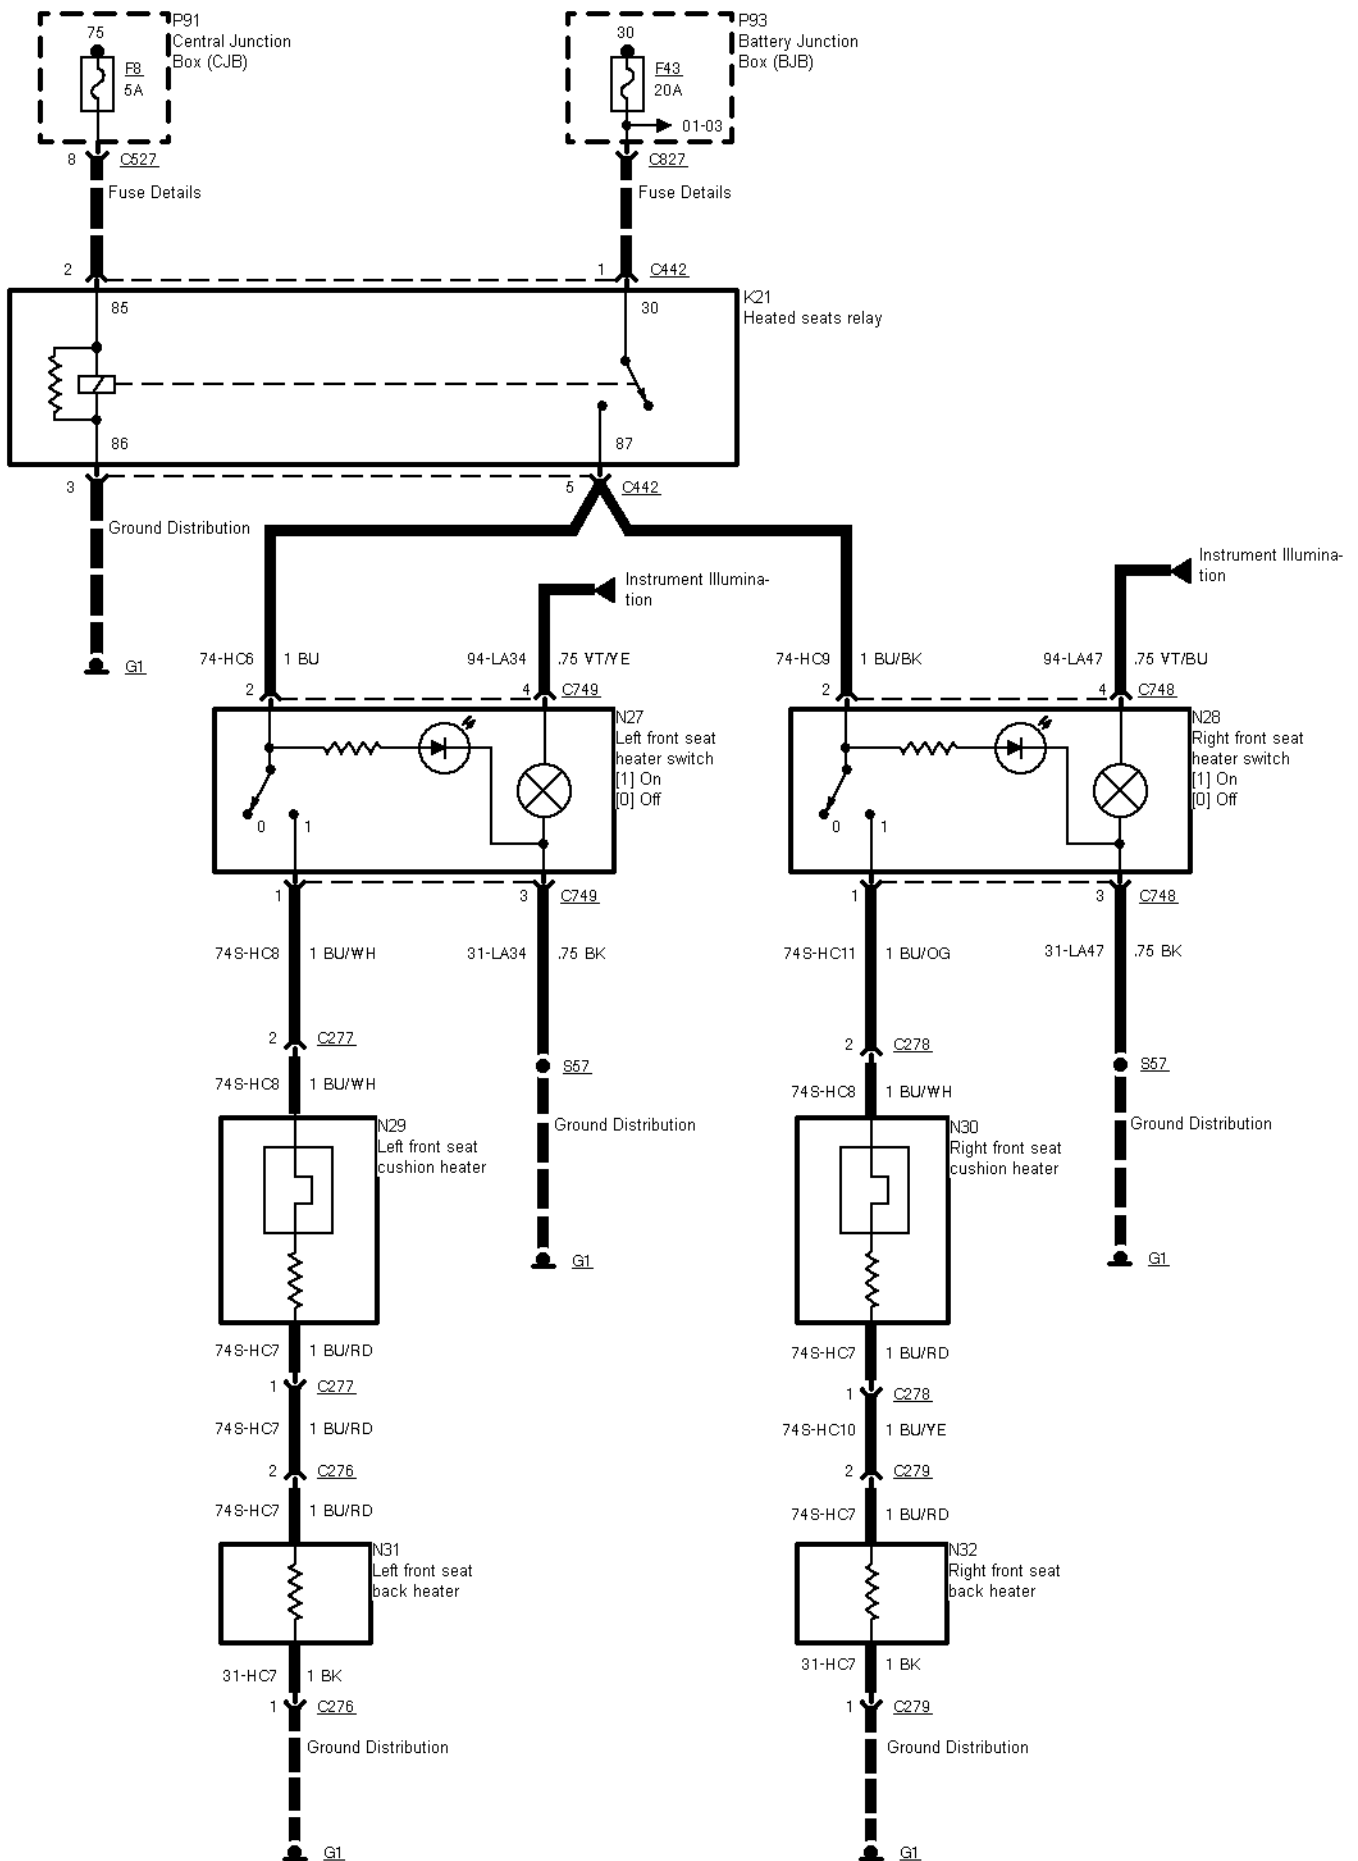 P91
Central Junction
Box (CJB)
75
F8
5A
P93
Battery Junction
Box (BJB)
30
F43
20A
01-03
8 C527
C827
Fuse Details
Fuse Details
2
1 C442
K21
Heated seats relay
85
30
86
87
3
5 C442
Ground Distribution
G1
Instrument Illumina-
tion
Instrument Illumina-
tion
74-HC6 1 BU
94-LA34 .75 VT/YE
74-HC9 1 BU/BK
94-LA47 .75 VT/BU
2
4 C749
2
4 C748
N27
Left front seat
heater switch
[1] On
[0] Off
0 1
N28
Right front seat
heater switch
[1] On
[0] Off
0 1
1
3 C749
1
3 C748
74S-HC8 1 BU/WH
31-LA34 .75 BK
74S-HC11 1 BU/OG
31-LA47 .75 BK
2 C277
2 C278
S57
S57
74S-HC8 1 BU/WH
74S-HC8 1 BU/WH
N29
Left front seat
cushion heater
Ground Distribution
N30
Right front seat
cushion heater
Ground Distribution
G1
G1
74S-HC7 1 BU/RD
74S-HC7 1 BU/RD
1 C277
1 C278
74S-HC7 1 BU/RD
74S-HC10 1 BU/YE
2 C276
2 C279
74S-HC7 1 BU/RD
74S-HC7 1 BU/RD
N31
Left front seat
back heater
N32
Right front seat
back heater
31-HC7 1 BK
31-HC7 1 BK
1 C276
1 C279
Ground Distribution
Ground Distribution
G1
G1